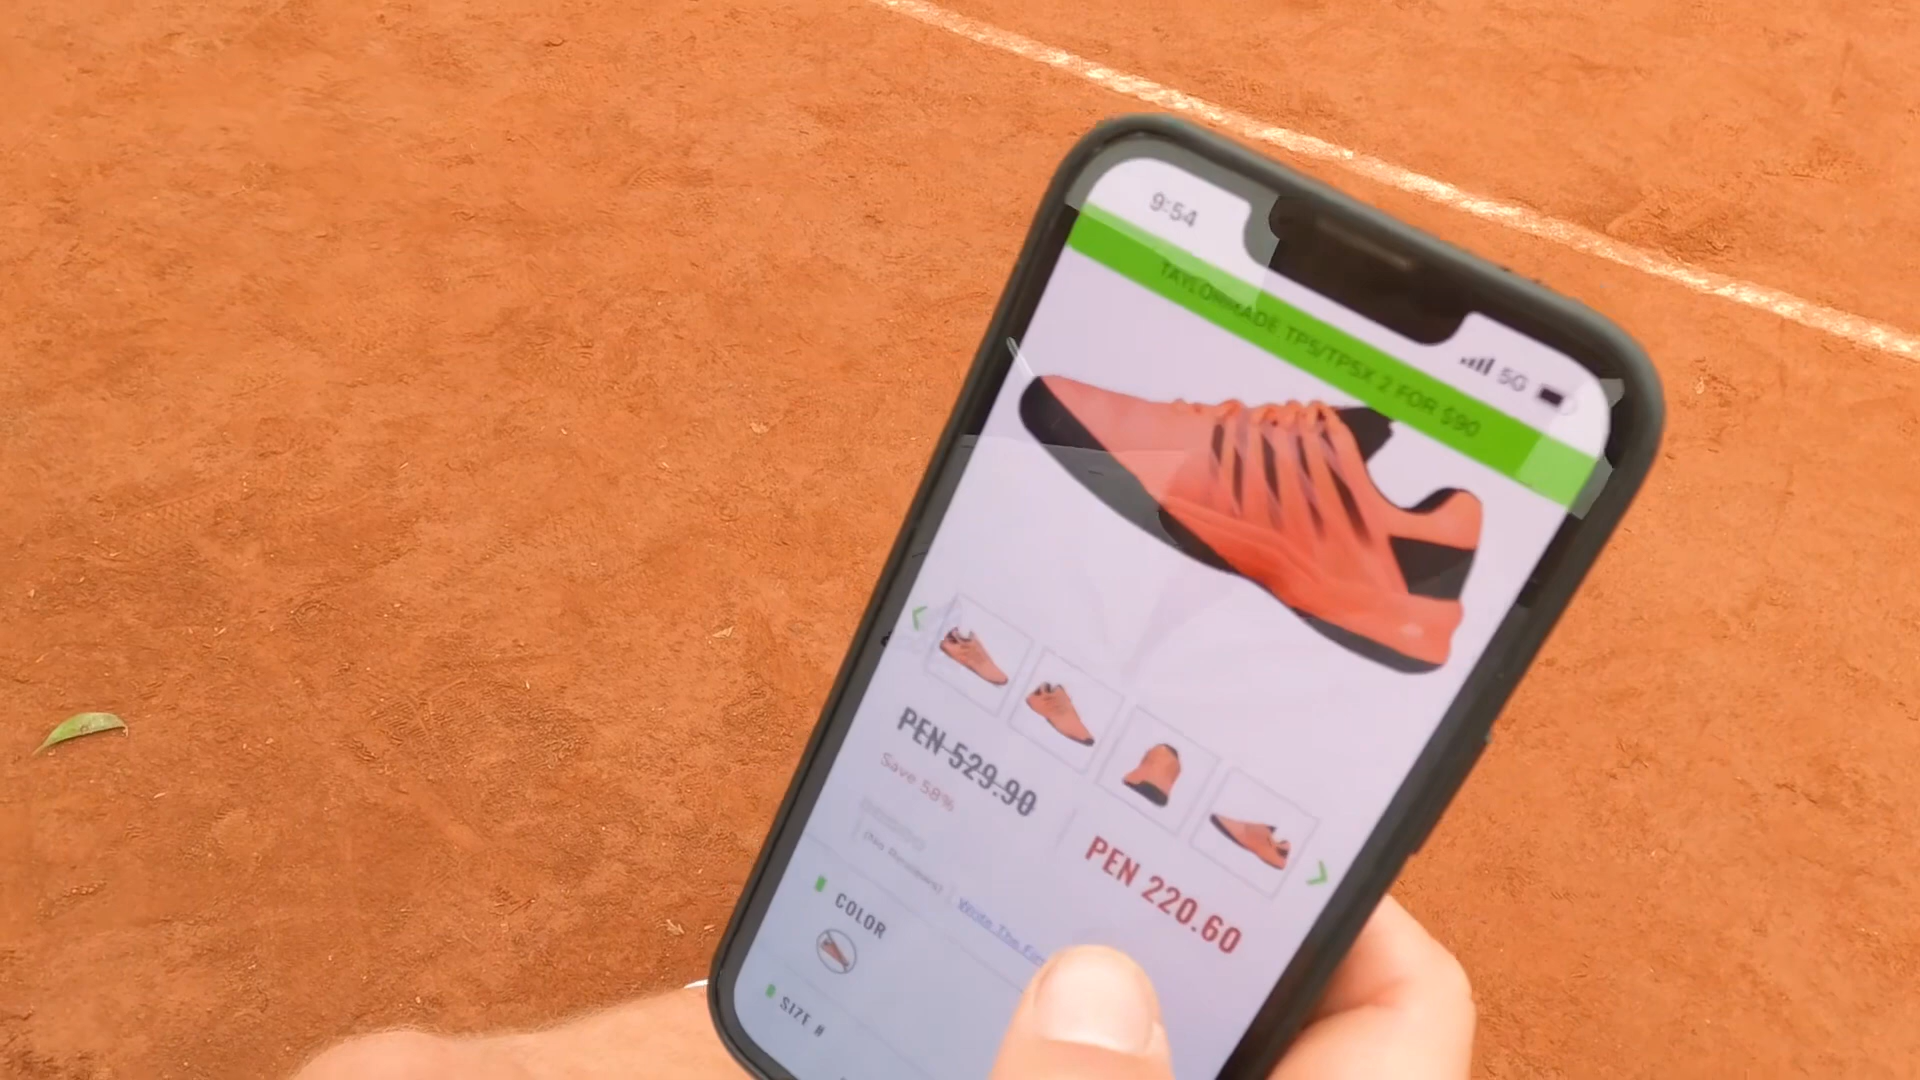 9:54
5G
TAYLORMADE TP5/TP5X 2 FOR $90
PEN 529.90
Save 58%
PEN 220.60
(No Reviews) Write The
COLOR
SIZE #